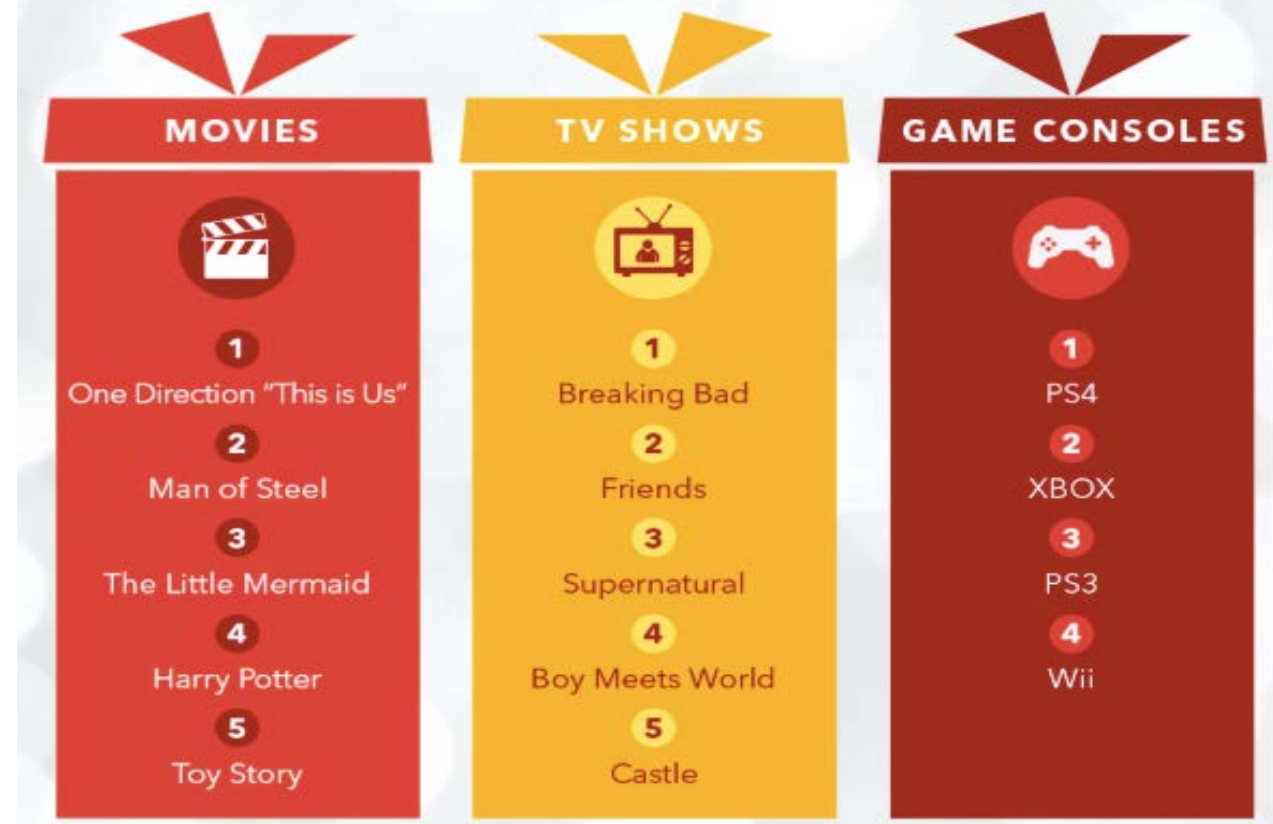 MOVIES
1
One Direction "This is Us"
2
Man of Steel
3
The Little Mermaid
4
Harry Potter
5
Toy Story
TV SHOWS
1
Breaking Bad
2
Friends
3
Supernatural
4
Boy Meets World
5
Castle
GAME CONSOLES
1
PS4
2
XBOX
3
PS3
4
Wii